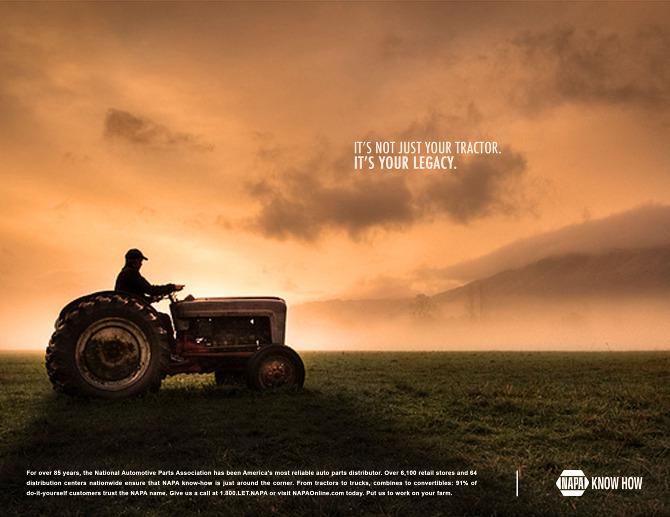 IT'S NOT JUST YOUR TRACTOR.
IT'S YOUR LEGACY.
For over 85 years, the National Automotive Parts Association has been America's most reliable auto parts distributor. Over 6,100 retail stores and 64
distribution centers nationwide ensure that NAPA know-how is just around the corner. From tractors to trucks, combines to convertibles: 91% of
do-it-yourself customers trust the NAPA name. Give us a call at 1.800.LET.NAPA or visit NAPAOnline.com today. Put us to work on your farm.
NAPA KNOW HOW